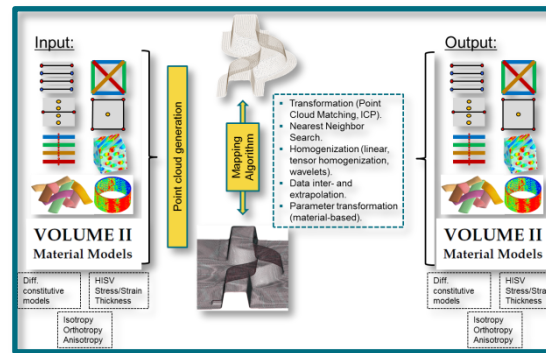 Input:
VOLUME II
Material Models
Diff.
constitutive
models
HISV
Stress/Strain
Thickness
Isotropy
Orthotropy
Anisotropy
Point cloud generation
Mapping
Algorithm
▪ Transformation (Point
Cloud Matching, ICP).
▪ Nearest Neighbor
Search.
▪ Homogenization (linear,
tensor homogenization,
wavelets).
▪ Data inter- and
extrapolation.
▪ Parameter transformation
(material-based).
Output:
VOLUME II
Material Models
Diff.
constitutive
models
HISV
Stress/Strain
Thickness
Isotropy
Orthotropy
Anisotropy